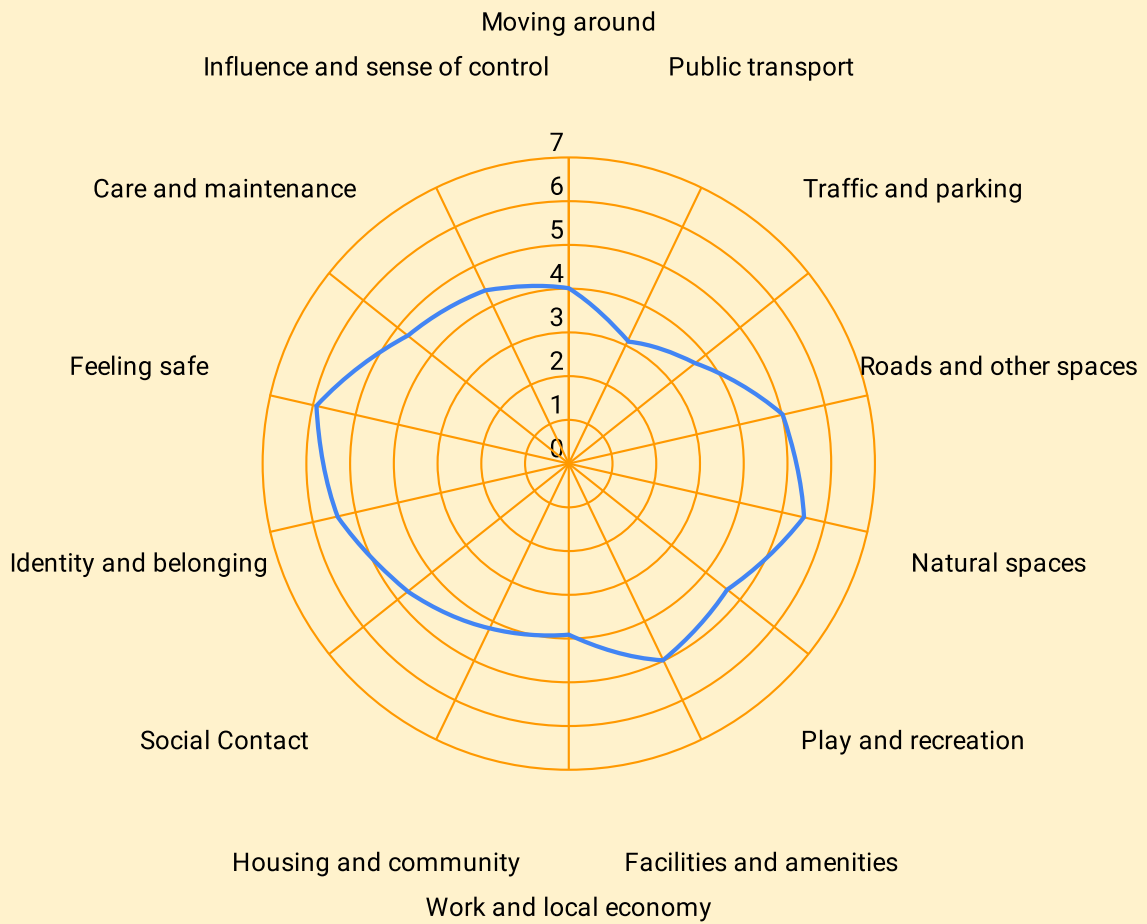 Moving around
Influence and sense of control
Public transport
7
Care and maintenance
6
Traffic and parking
5
4
3
Feeling safe
2
Roads and other spaces
1
0
Identity and belonging
Natural spaces
Social Contact
Play and recreation
Housing and community
Facilities and amenities
Work and local economy